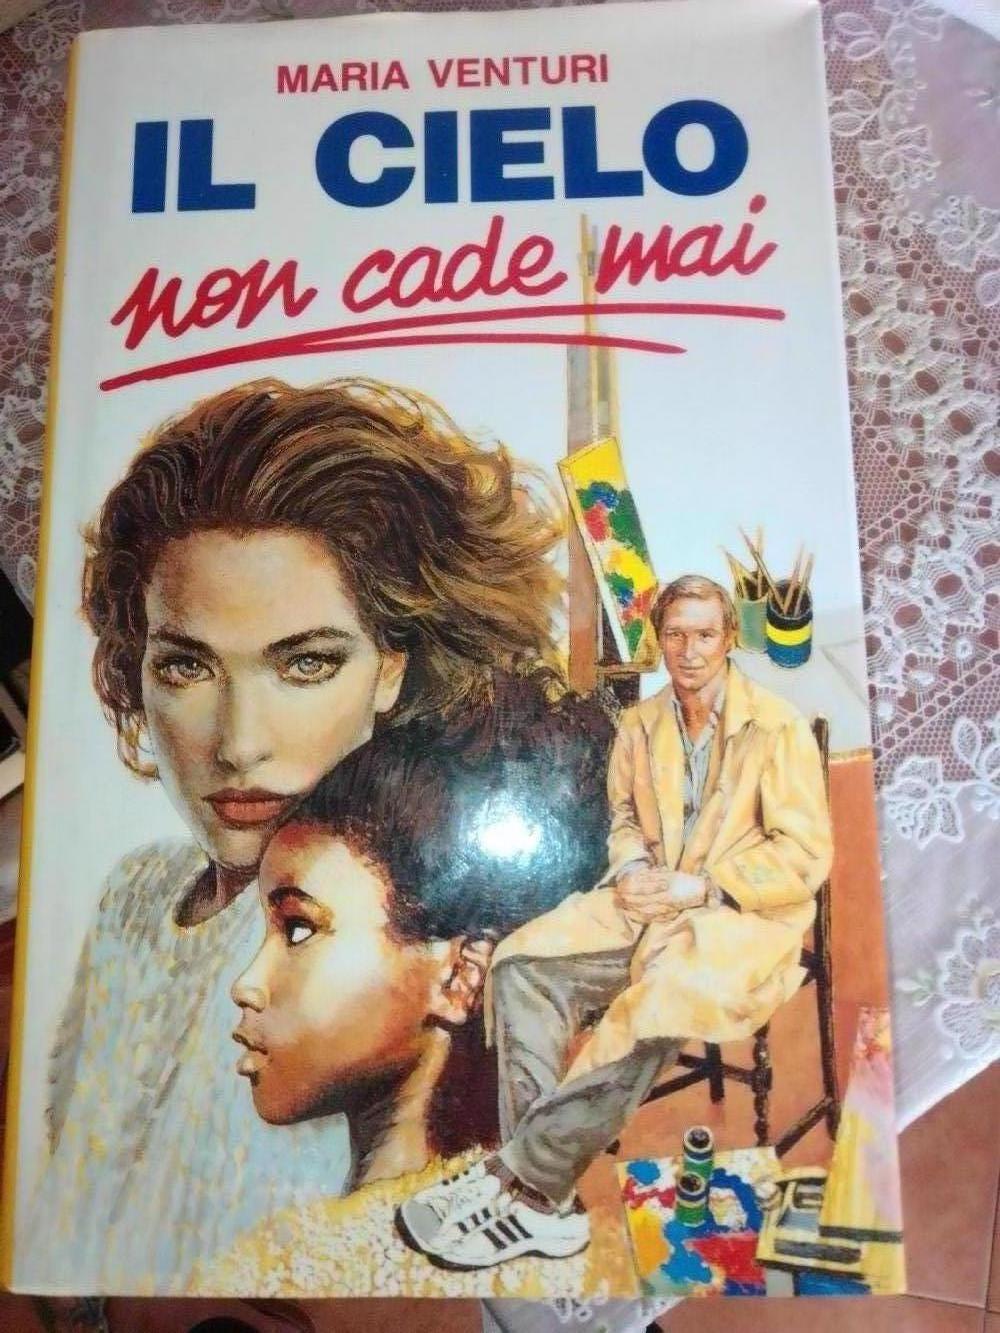 MARIA VENTURI
IL CIELO
non cade mai